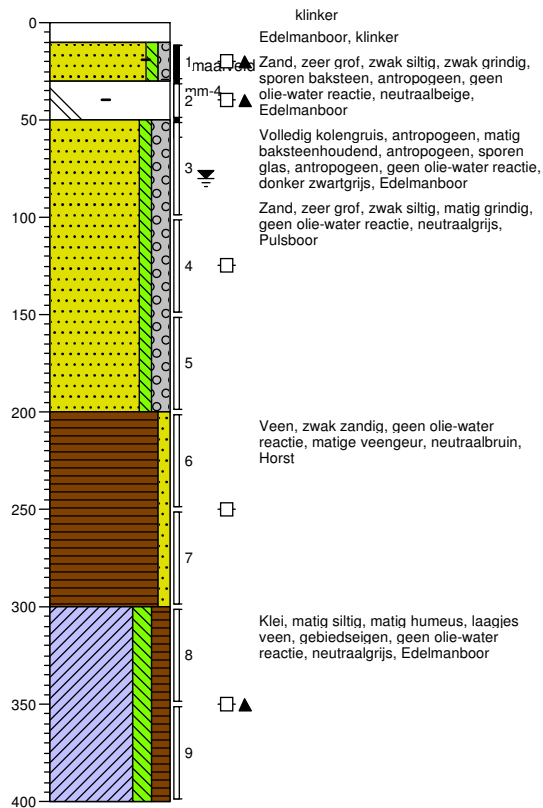 klinker
0
Edelmanboor, klinker
1
maaiveld
Zand, zeer grof, zwak siltig, zwak grindig,
sporen baksteen, antropogeen, geen
olie-water reactie, neutraalbeige,
Edelmanboor
mm-4
2
50
Volledig kolengruis, antropogeen, matig
baksteenhoudend, antropogeen, sporen
glas, antropogeen, geen olie-water reactie,
donker zwartgrijs, Edelmanboor
3
100
Zand, zeer grof, zwak siltig, matig grindig,
geen olie-water reactie, neutraalgrijs,
Pulsboor
4
150
5
200
Veen, zwak zandig, geen olie-water
reactie, matige veengeur, neutraalbruin,
Horst
6
250
7
300
Klei, matig siltig, matig humeus, laagjes
veen, gebiedseigen, geen olie-water
reactie, neutraalgrijs, Edelmanboor
8
350
9
400